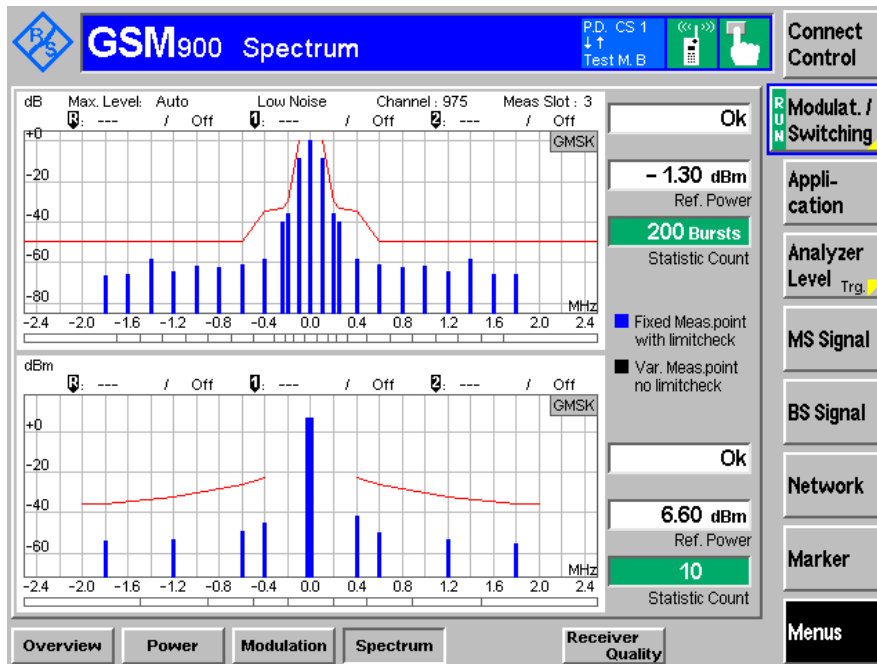 R&S
GSM900 Spectrum
P.D. CS 1
↓↑
Test M. B
Connect
Control
RUN
Modulat. /
Switching
Appli-
cation
Analyzer
Level Trg.
MS Signal
BS Signal
Network
Marker
Menus
dB Max. Level: Auto Low Noise Channel : 975 Meas Slot : 3
R: --- / Off 1: --- / Off 2: --- / Off
GMSK
+0
-20
-40
-60
-80
MHz
-2.4 -2.0 -1.6 -1.2 -0.8 -0.4 0.0 0.4 0.8 1.2 1.6 2.0 2.4
Ok
– 1.30 dBm
Ref. Power
200 Bursts
Statistic Count
Fixed Meas.point
with limitcheck
Var. Meas.point
no limitcheck
dBm
R: --- / Off 1: --- / Off 2: --- / Off
GMSK
+0
-20
-40
-60
MHz
-2.4 -2.0 -1.6 -1.2 -0.8 -0.4 0.0 0.4 0.8 1.2 1.6 2.0 2.4
Ok
6.60 dBm
Ref. Power
10
Statistic Count
Overview Power Modulation Spectrum Receiver
Quality